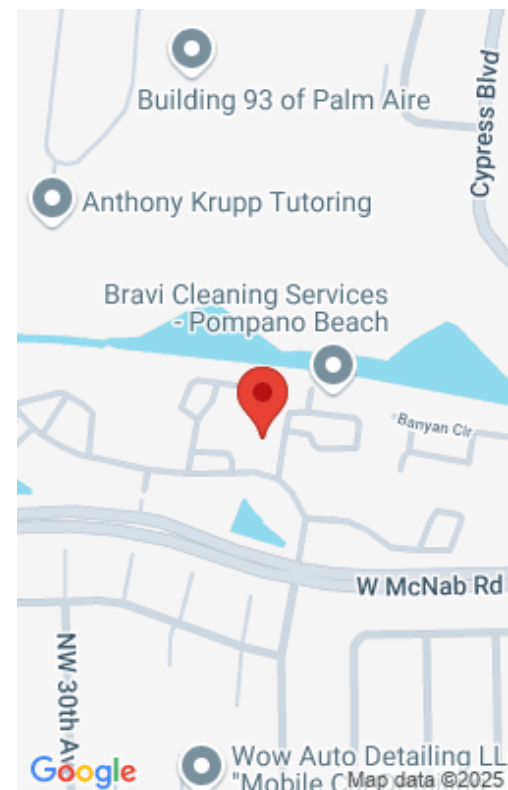 Building 93 of Palm Aire
Cypress Blvd
Anthony Krupp Tutoring
Bravi Cleaning Services
- Pompano Beach
Banyan Cir
W McNab Rd
NW 30th Av
Wow Auto Detailing LL
"Mobile C
Google
Map data ©2025